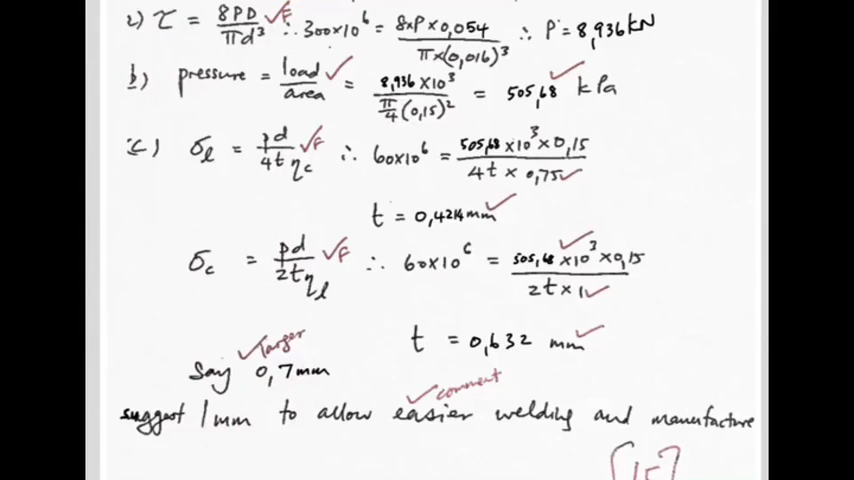 a) τ = 8PD/πd³ ✓F ∴ 300×10⁶ = 8×P×0,054/π×(0,016)³ ∴ P = 8,936 kN
b) pressure = load/area ✓ = 8,936 ×10³/π/4 (0,15)² = 505,68 ✓ kPa
c) σℓ = pd/4tηc ✓F ∴ 60×10⁶ = 505,68 ×10³×0,15/4t × 0,75 ✓
t = 0,4214 mm ✓
σc = pd/2tηℓ ✓F ∴ 60×10⁶ = 505,68 ×10³ ×0,15/2t × 1 ✓
t = 0,632 mm ✓
✓ larger
Say 0,7mm
✓ comment
suggest 1mm to allow easier welding and manufacture
[15]